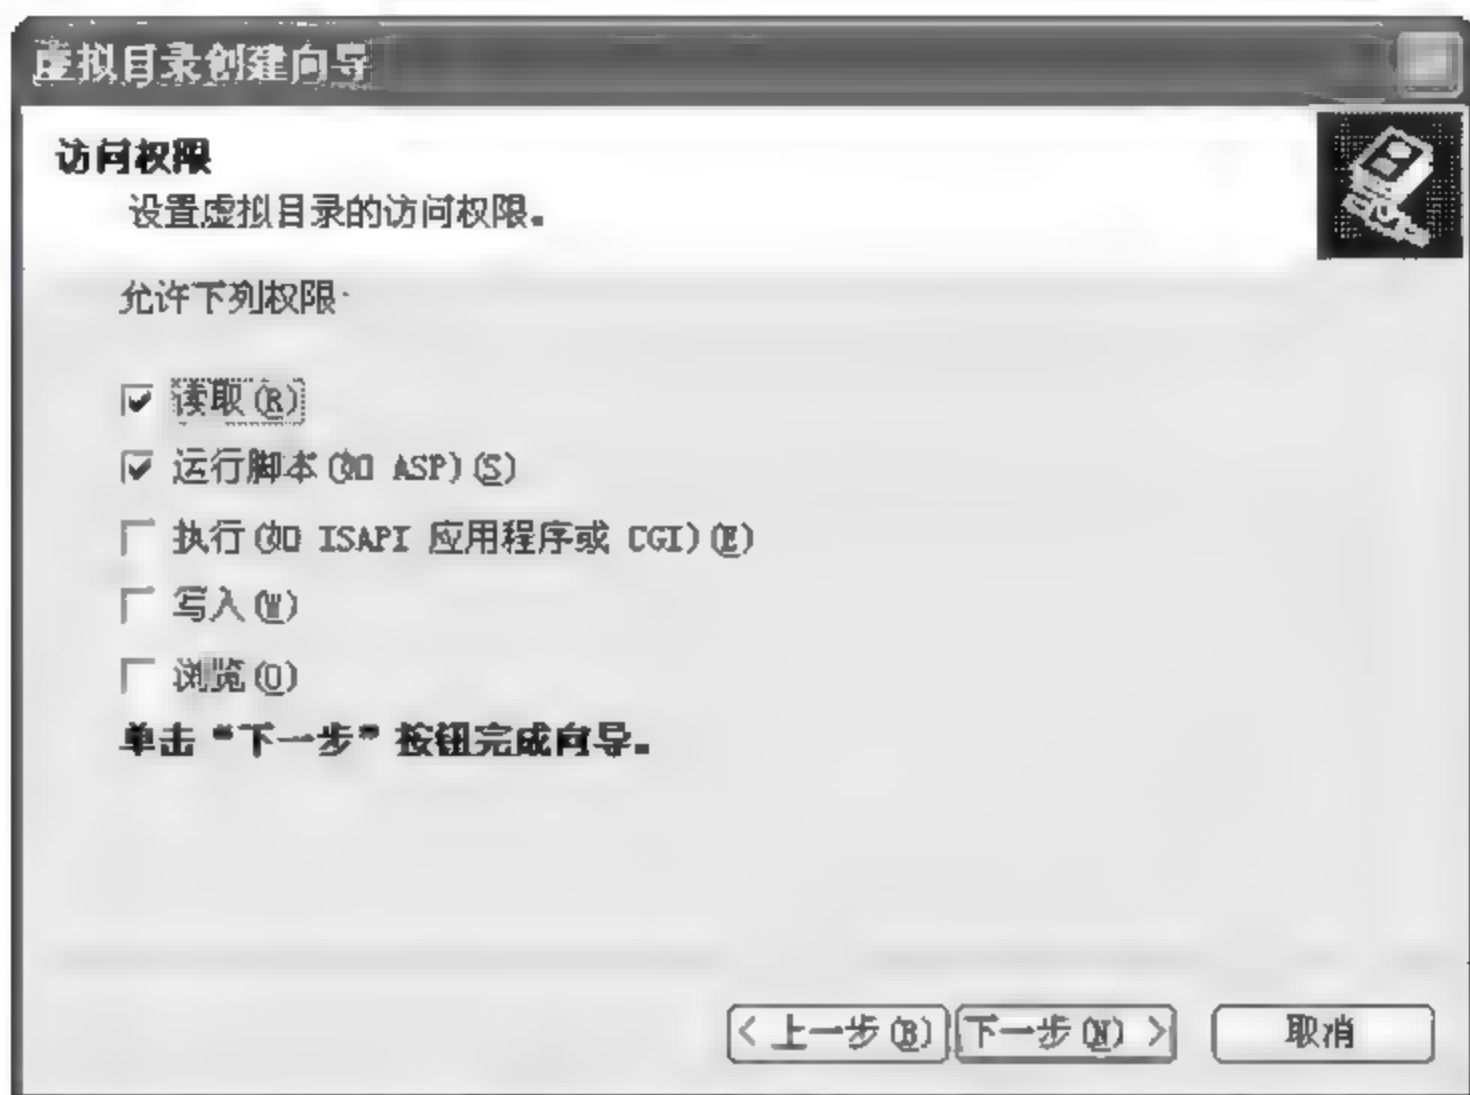 虚拟目录创建向导
访问权限
设置虚拟目录的访问权限。
允许下列权限:
读取(R)
运行脚本(如 ASP)(S)
执行(如 ISAPI 应用程序或 CGI)(E)
写入(W)
浏览(O)
单击“下一步”按钮完成向导。
< 上一步(B) 下一步(N) > 取消